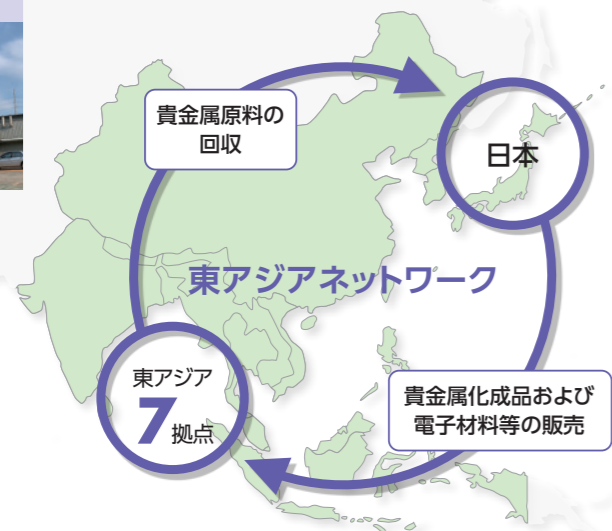 貴金属原料の
回収
日本
東アジアネットワーク
東アジア
7拠点
貴金属化成品および
電子材料等の販売